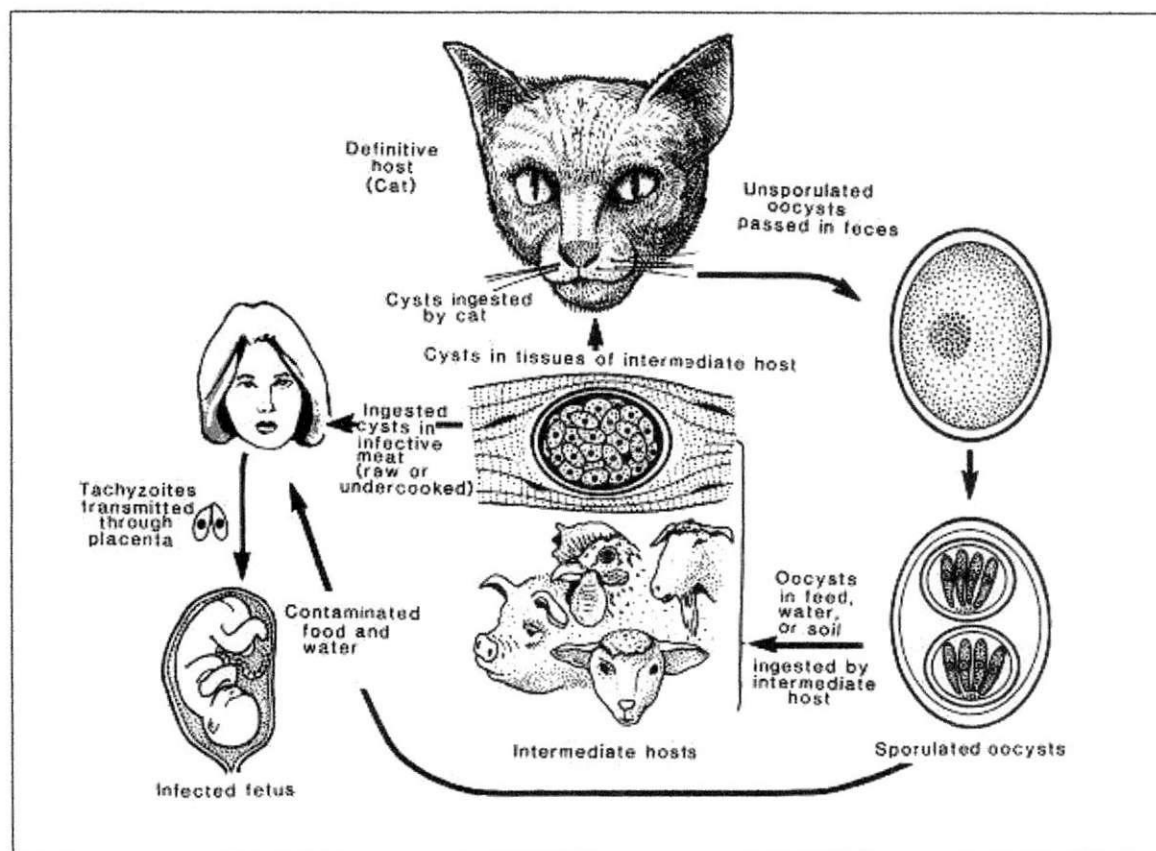 Definitive
host
(Cat)
Unsporulated
oocysts
passed in feces
Cysts ingested
by cat
Cysts in tissues of intermediate host
Ingested
cysts in
infective
meat
(raw or
undercooked)
Tachyzoites
transmitted
through
placenta
Contaminated
food and
water
Oocysts
in feed,
water,
or soil
ingested by
intermediate
host
Infected fetus
Intermediate hosts
Sporulated oocysts